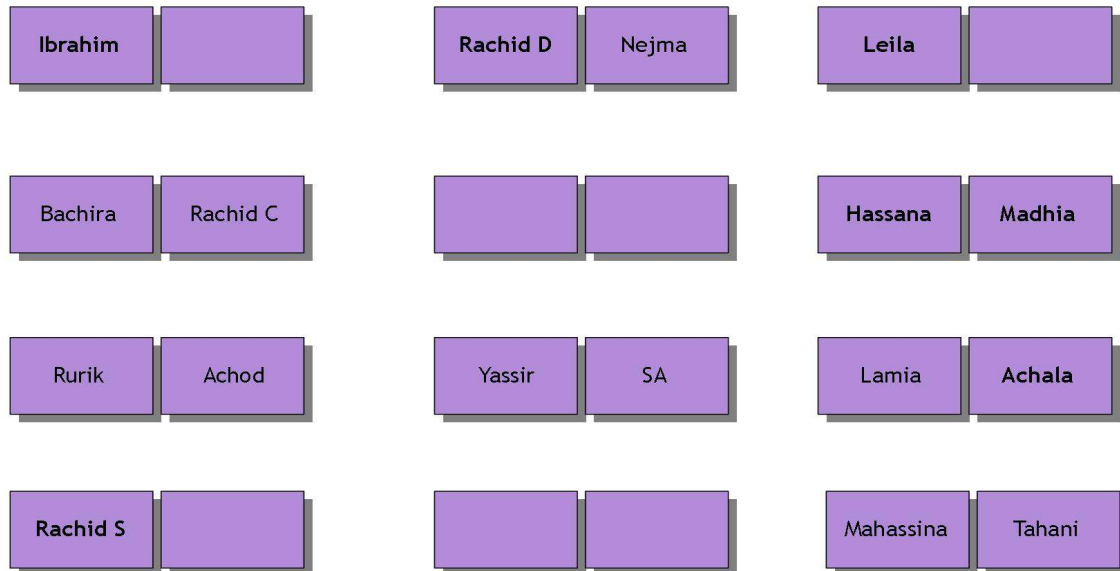 Ibrahim
Rachid D
Nejma
Leila
Bachira
Rachid C
Hassana
Madhia
Rurik
Achod
Yassir
SA
Lamia
Achala
Rachid S
Mahassina
Tahani